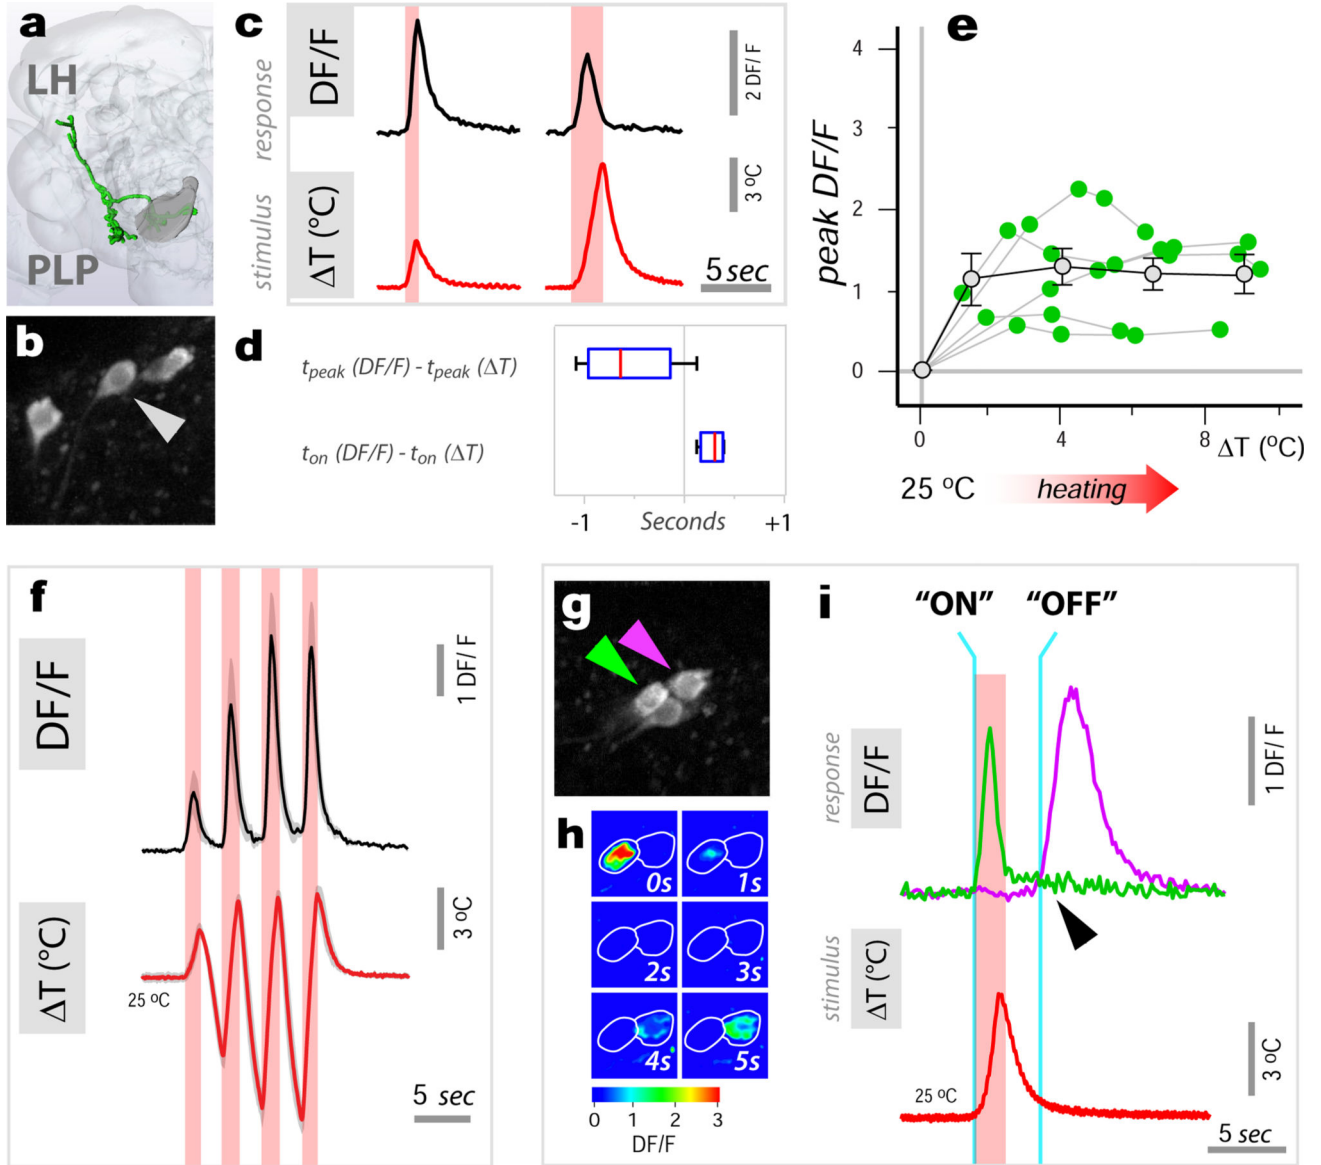 a
LH
PLP
b
c
response
DF/F
2 DF/F
stimulus
ΔT (°C)
3 °C
5 sec
d
tpeak (DF/F) - tpeak (ΔT)
ton (DF/F) - ton (ΔT)
-1
Seconds
+1
e
peak DF/F
4
3
2
1
0
0
4
8
ΔT (°C)
25 °C
heating
f
DF/F
1 DF/F
ΔT (°C)
3 °C
25 °C
5 sec
g
h
0s
1s
2s
3s
4s
5s
0
1
2
3
DF/F
i
“ON”
“OFF”
response
DF/F
1 DF/F
stimulus
ΔT (°C)
3 °C
25 °C
5 sec